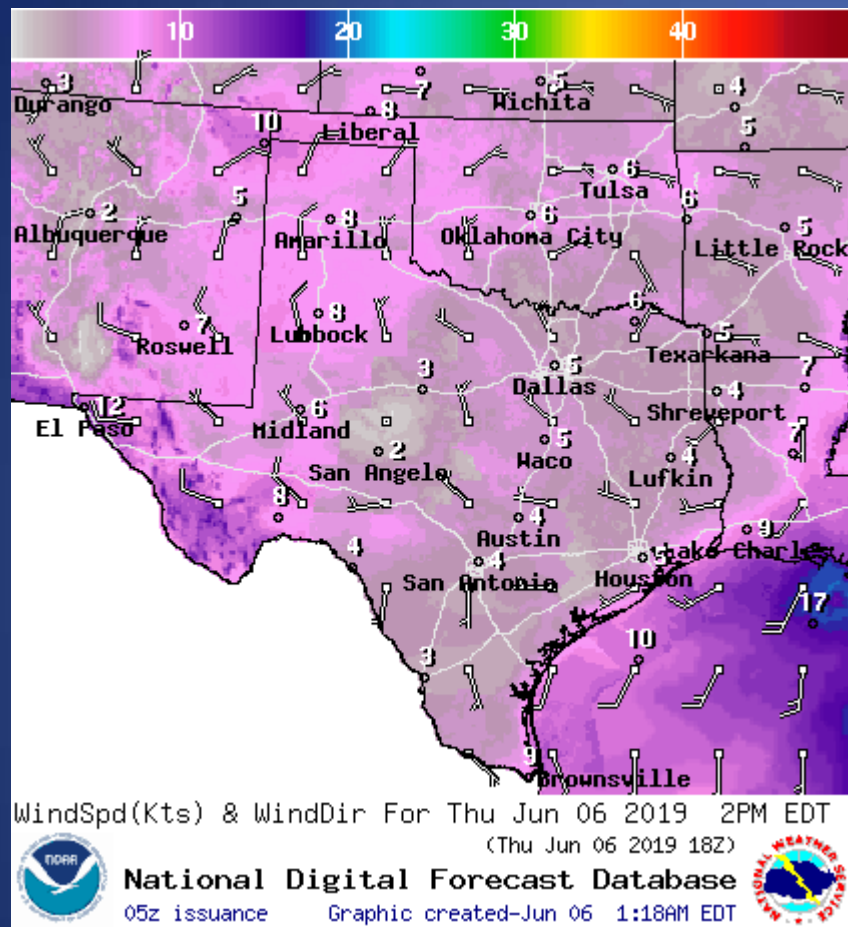 10 20 30 40
3 7 5 4
Durango Wichita
8
Liberal
10 5
6
Tulsa
2 5 8 6 6 5
Albuquerque Amarillo Oklahoma City Little Rock
7 8 6
Roswell Lubbock
5
Texarkana
5
Dallas
3 4 7
12 6 Shreveport
El Paso Midland
5 7
2 Waco 4
San Angelo Lufkin
8 4 9
Austin
4 4 5 Lake Charles
San Antonio Houston
17
10
3
9
Brownsville
WindSpd(Kts) & WindDir For Thu Jun 06 2019 2PM EDT
(Thu Jun 06 2019 18Z)
NOAA
National Digital Forecast Database
05z issuance Graphic created-Jun 06 1:18AM EDT
NATIONAL WEATHER SERVICE